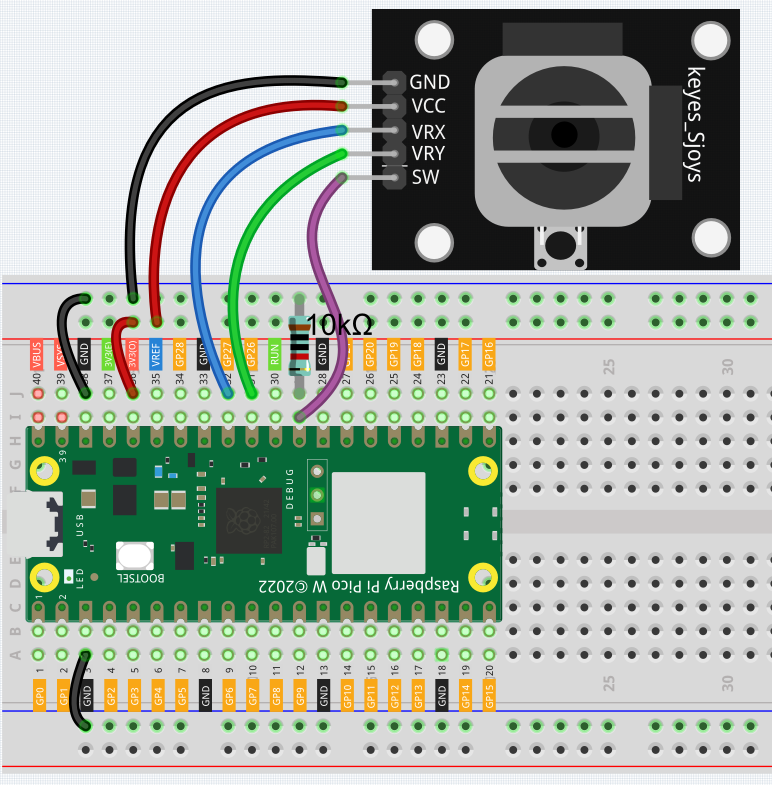 GND
VCC
VRX
VRY
SW
keyes_Sjoys
10kΩ
VBUS
VSYS
GND
3V3(E)
3V3(O)
VREF
GP28
GND
GP27
GP26
RUN
GND
GP20
GP19
GP18
GND
GP17
GP16
40 39 38 37 36 35 34 33 32 31 30 28 27 26 25 24 23 22 21
25 30
J
I
H
G
F
39
USB
DEBUG
BOOTSEL
LED
1
2
Raspberry Pi Pico W ©2022
E
D
C
B
A
1 2 3 4 5 6 7 8 9 10 11 12 13 14 15 16 17 18 19 20
GP0
GP1
GND
GP2
GP3
GP4
GP5
GND
GP6
GP7
GP8
GP9
GND
GP10
GP11
GP12
GP13
GND
GP14
GP15
25 30